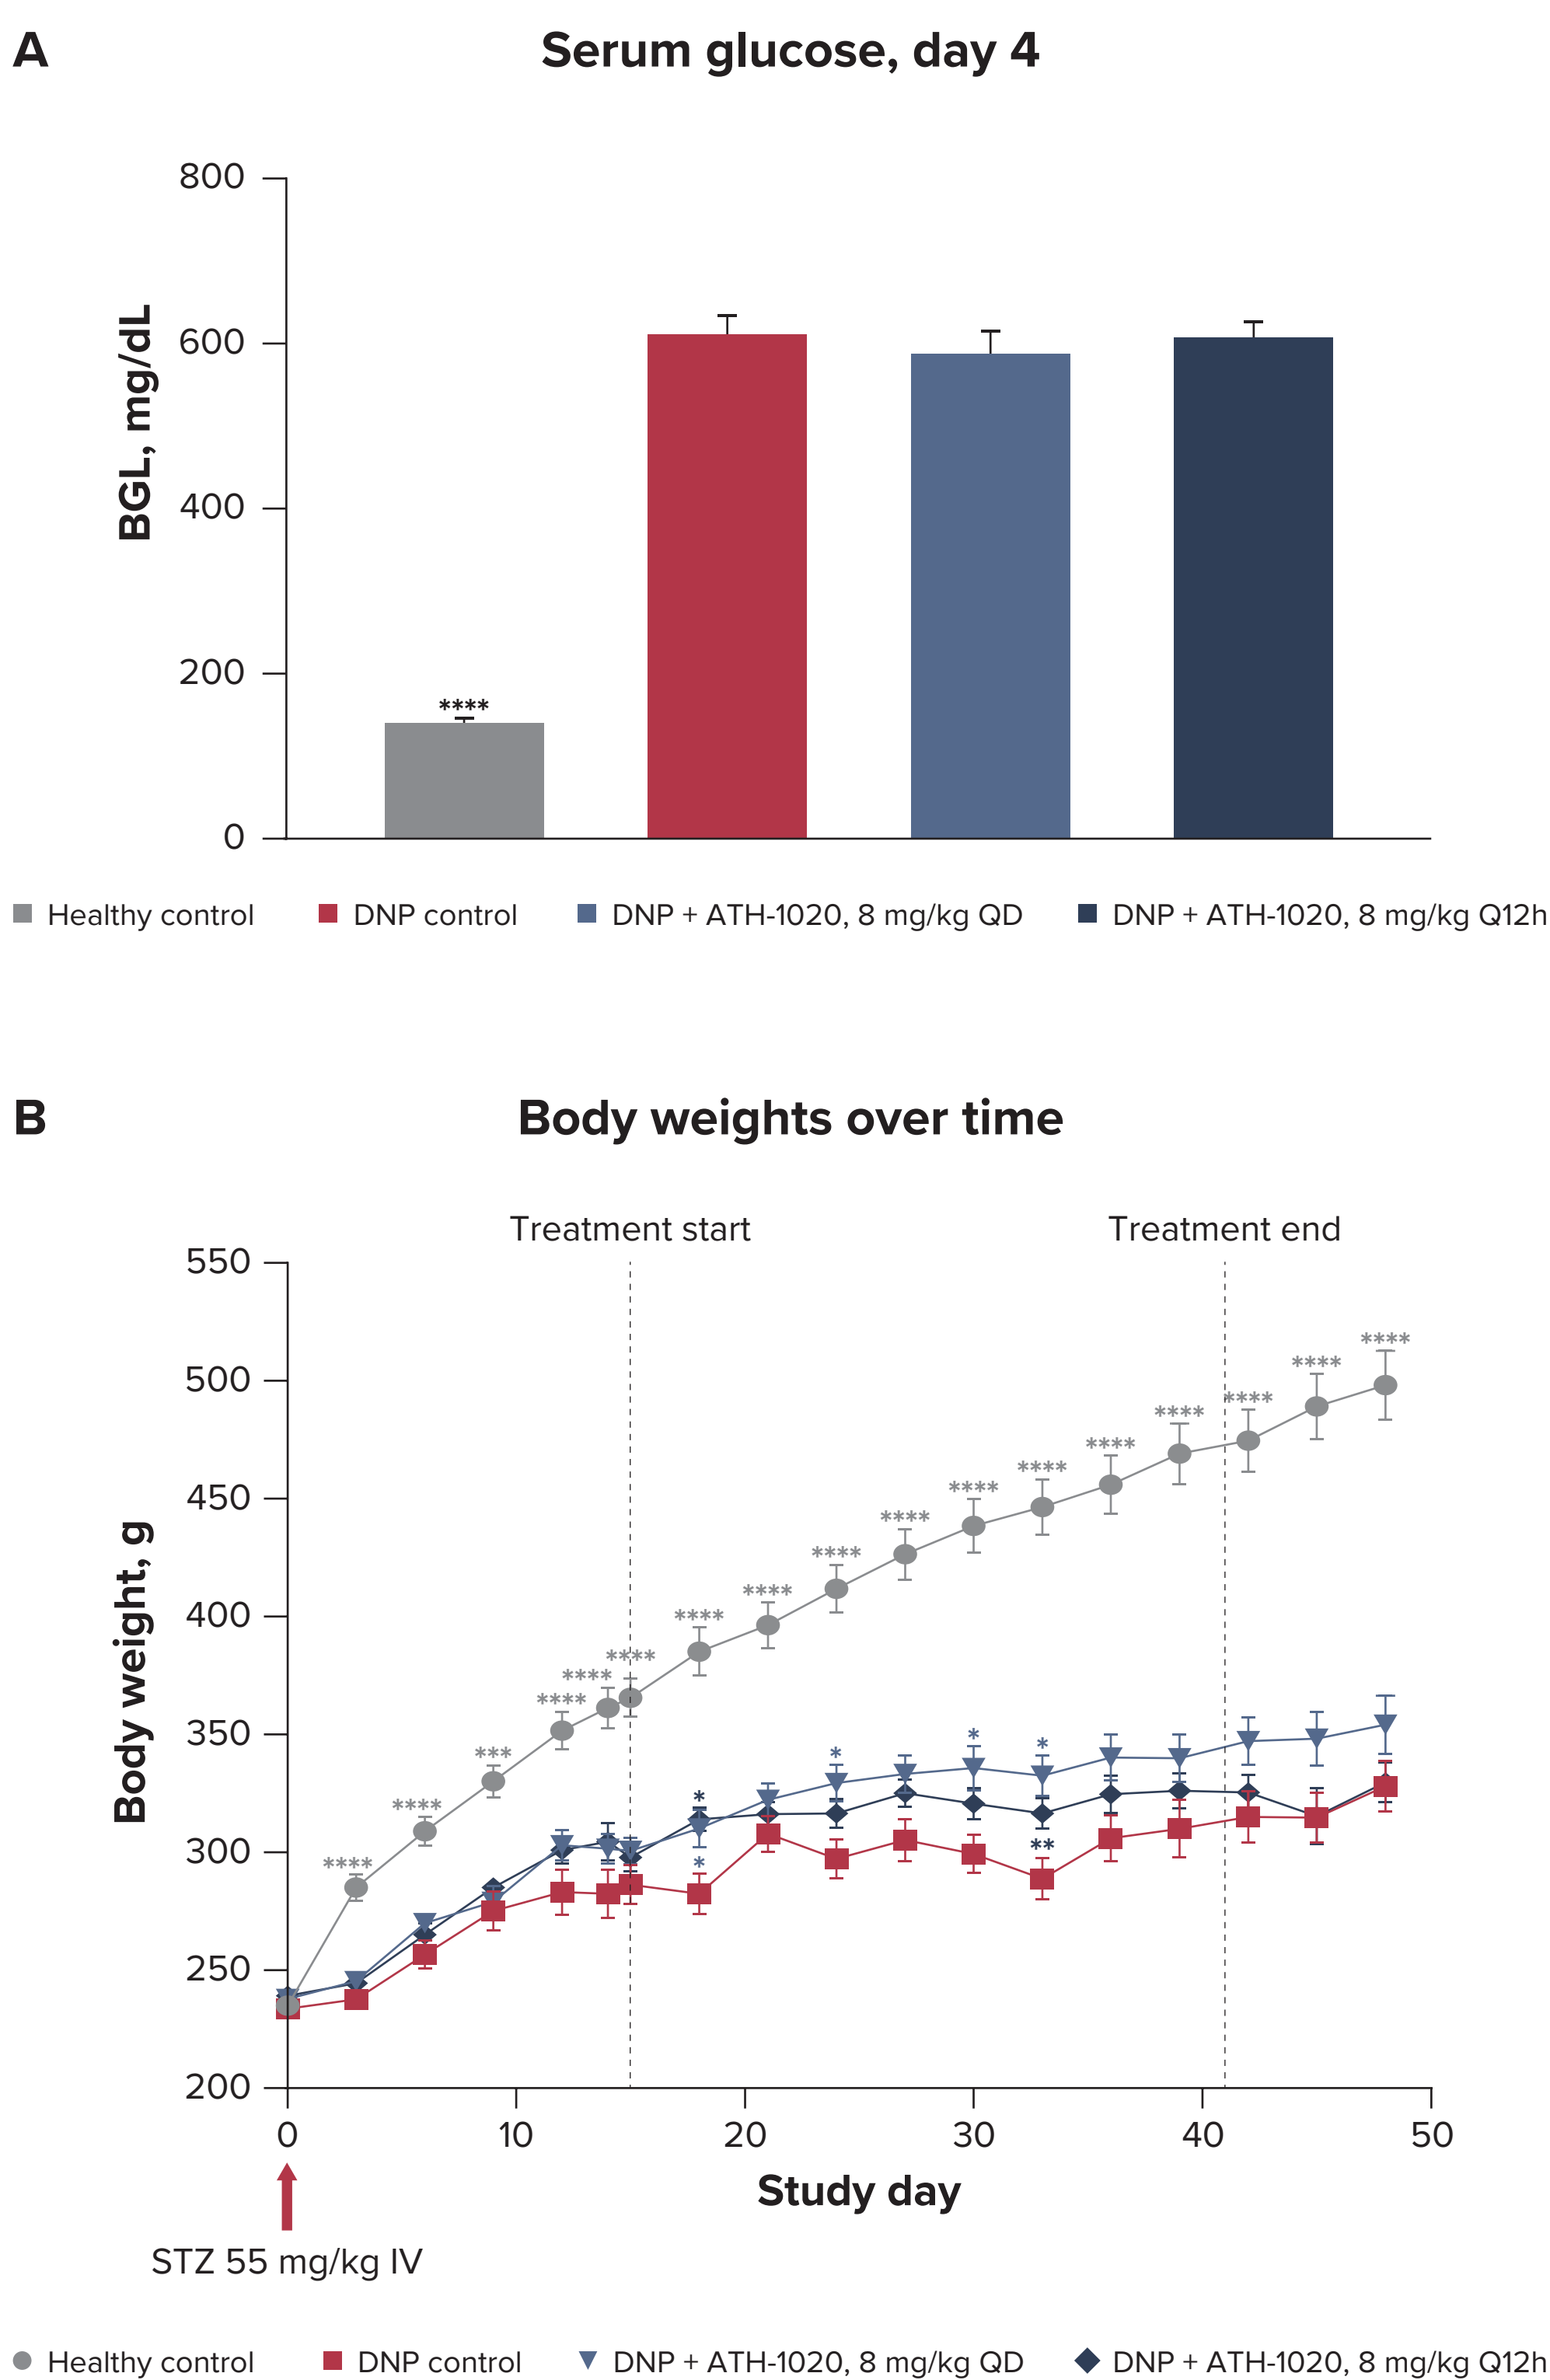 A
Serum glucose, day 4
BGL, mg/dL
800
600
400
200
0
****
Healthy control
DNP control
DNP + ATH-1020, 8 mg/kg QD
DNP + ATH-1020, 8 mg/kg Q12h
B
Body weights over time
Treatment start
Treatment end
Body weight, g
550
500
450
400
350
300
250
200
****
****
***
****
****
****
****
****
****
****
****
****
****
****
****
****
****
*
*
*
*
*
**
0
10
20
30
40
50
Study day
STZ 55 mg/kg IV
Healthy control
DNP control
DNP + ATH-1020, 8 mg/kg QD
DNP + ATH-1020, 8 mg/kg Q12h